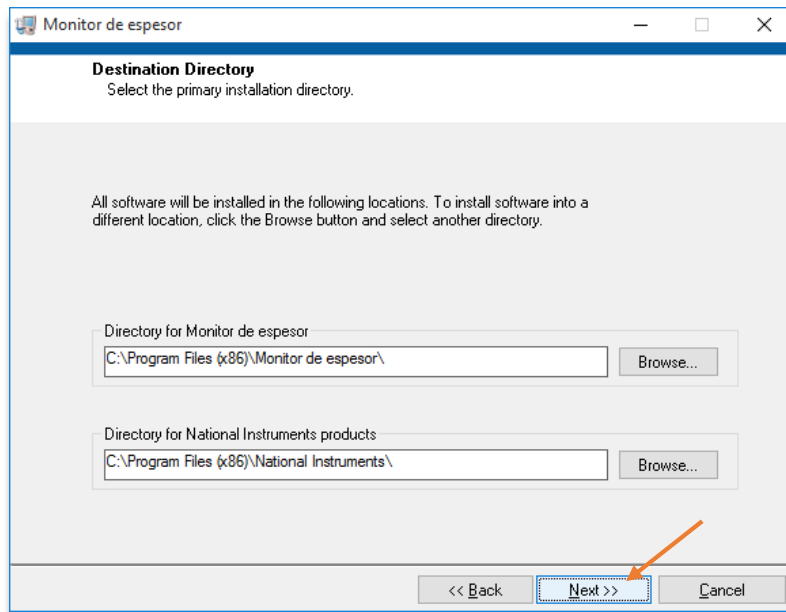 Monitor de espesor
Destination Directory
Select the primary installation directory.
All software will be installed in the following locations. To install software into a
different location, click the Browse button and select another directory.
Directory for Monitor de espesor
C:\Program Files (x86)\Monitor de espesor\
Browse...
Directory for National Instruments products
C:\Program Files (x86)\National Instruments\
Browse...
<< Back
Next >>
Cancel